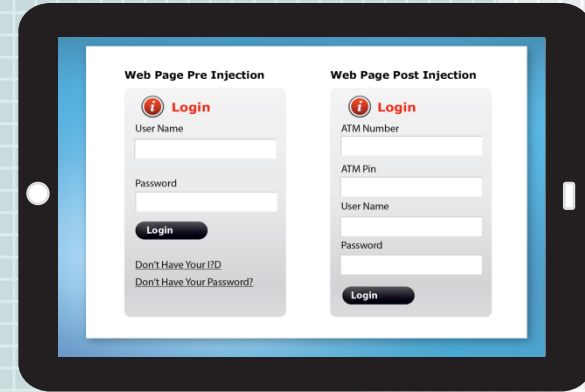 Web Page Pre Injection
Login
User Name
Password
Login
Don't Have Your I?D
Don't Have Your Password?
Web Page Post Injection
Login
ATM Number
ATM Pin
User Name
Password
Login